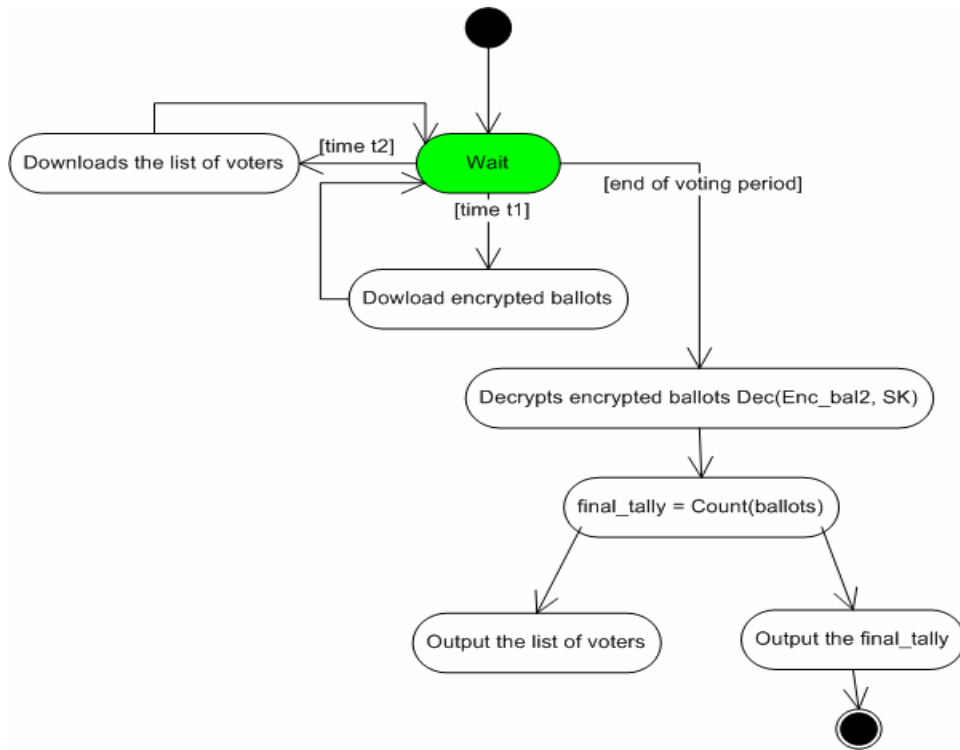 [time t2]
Downloads the list of voters
Wait
[end of voting period]
[time t1]
Dowload encrypted ballots
Decrypts encrypted ballots Dec(Enc_bal2, SK)
final_tally = Count(ballots)
Output the list of voters
Output the final_tally